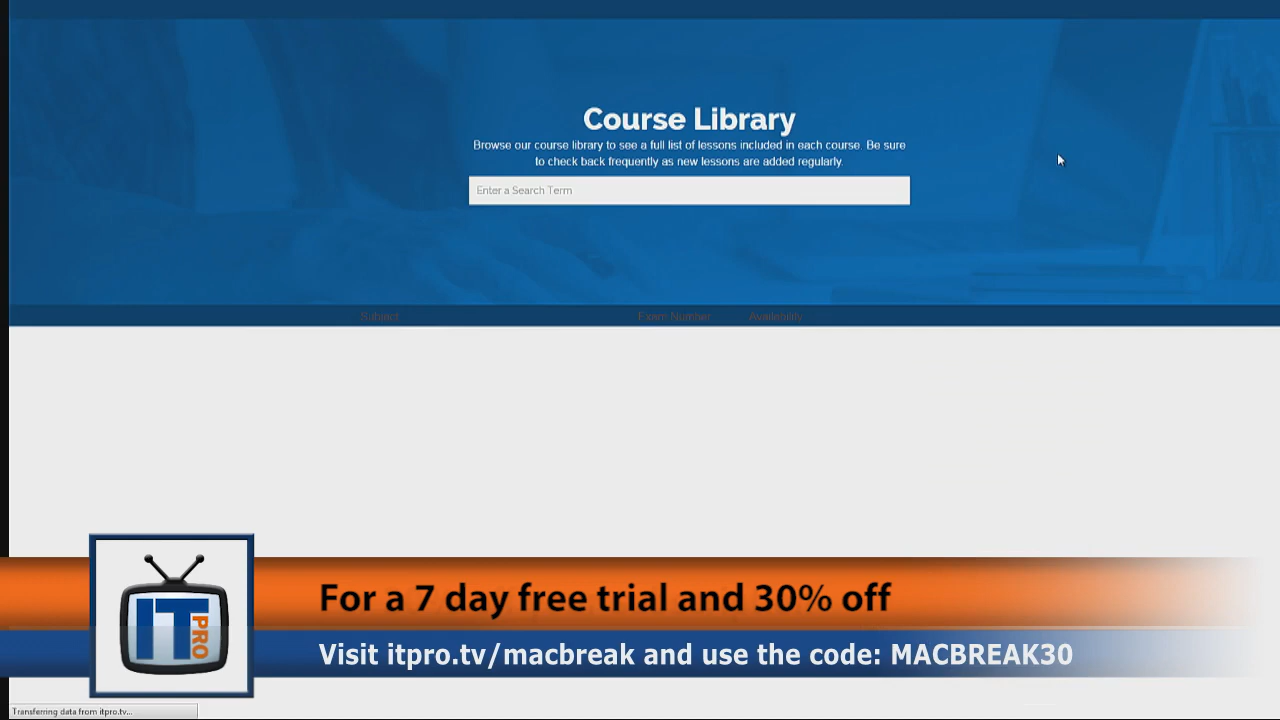 Course Library
Browse our course library to see a full list of lessons included in each course. Be sure
to check back frequently as new lessons are added regularly.
Enter a Search Term
Subject
Exam Number
Availability
IT
PRO
For a 7 day free trial and 30% off
Visit itpro.tv/macbreak and use the code: MACBREAK30
Transferring data from itpro.tv...